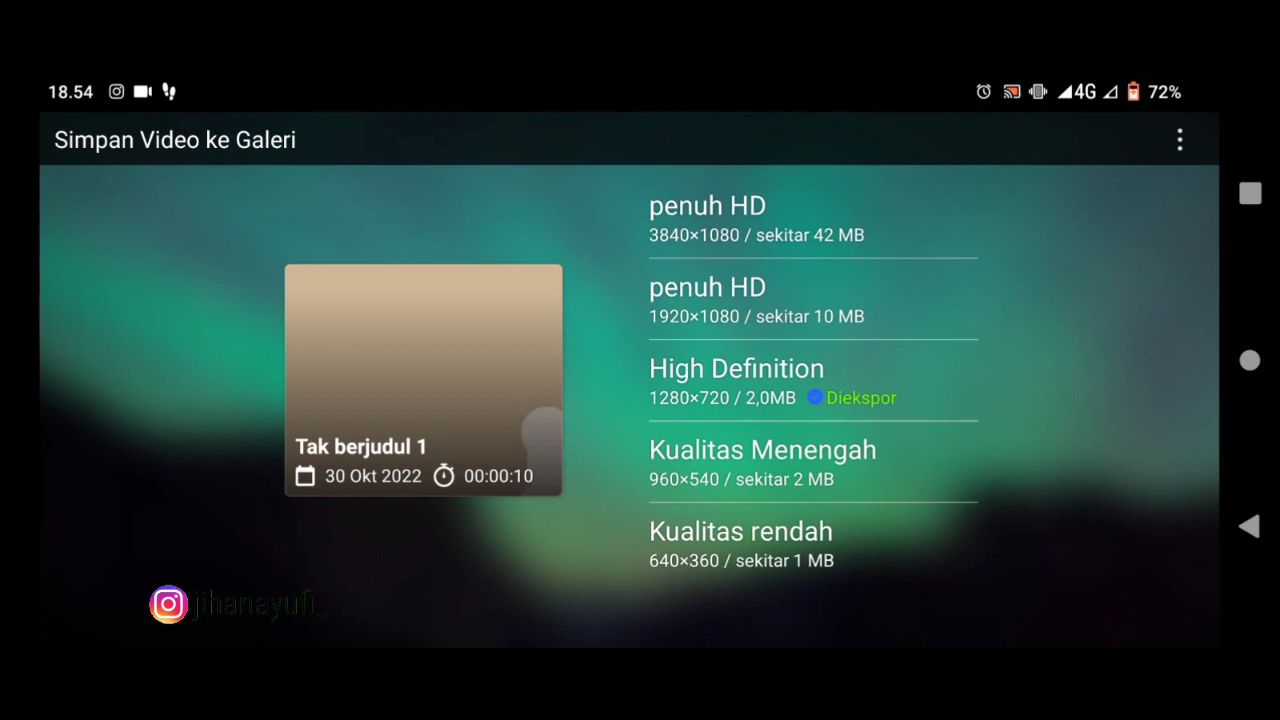 18.54
4G 72%
Simpan Video ke Galeri
penuh HD
3840×1080 / sekitar 42 MB
penuh HD
1920×1080 / sekitar 10 MB
High Definition
1280×720 / 2,0MB Diekspor
Kualitas Menengah
960×540 / sekitar 2 MB
Kualitas rendah
640×360 / sekitar 1 MB
Tak berjudul 1
30 Okt 2022 00:00:10
jihanayufi_